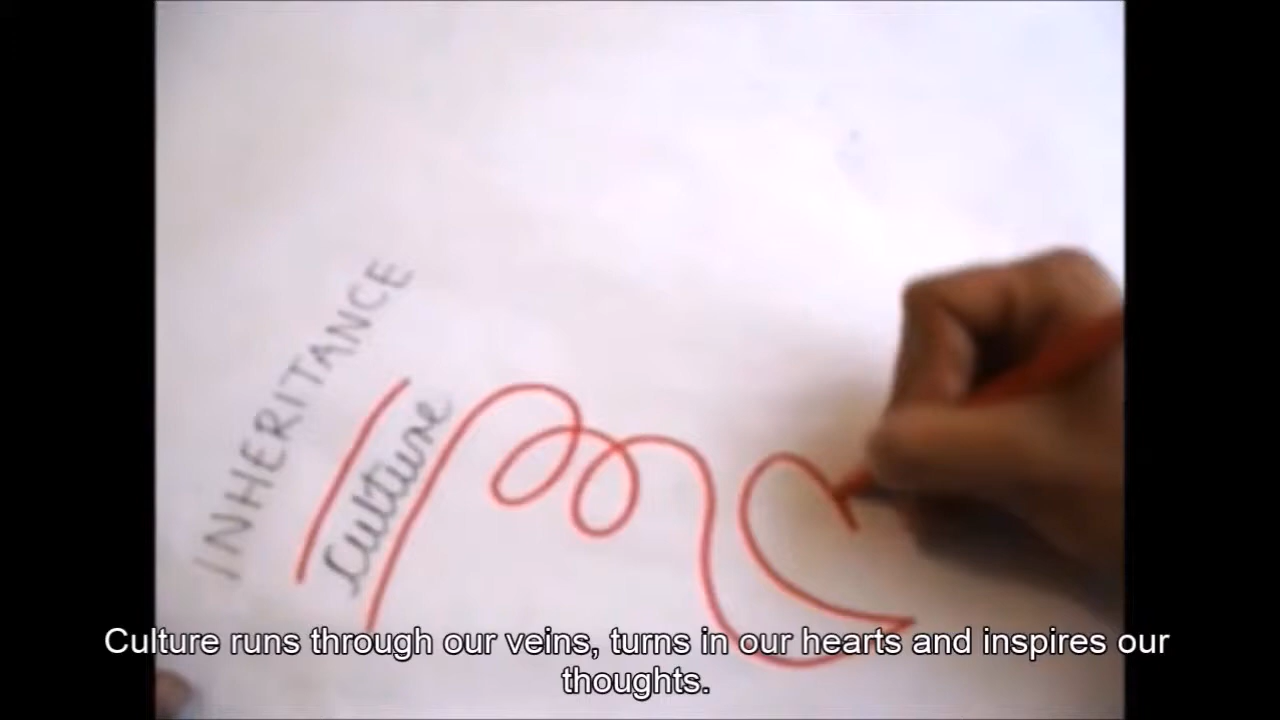 INHERITANCE
culture
Culture runs through our veins, turns in our hearts and inspires our
thoughts.